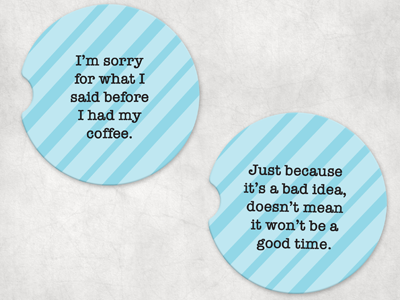 I’m sorry
for what I
said before
I had my
coffee.
Just because
it’s a bad idea,
doesn’t mean
it won’t be a
good time.